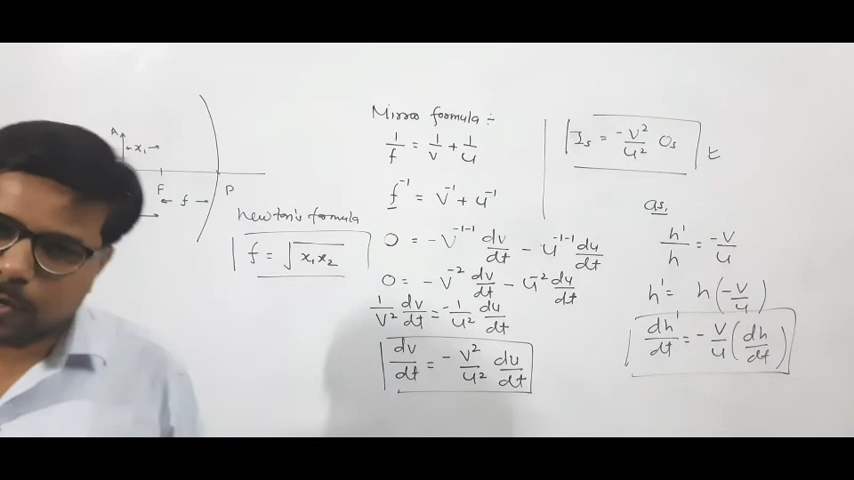 A
x₁
F
f
P
Newton's formula
f = √x₁x₂
Mirror formula :-
1/f = 1/v + 1/u
f⁻¹ = v⁻¹ + u⁻¹
0 = -v⁻¹⁻¹ dv/dt - u⁻¹⁻¹ du/dt
0 = -v⁻² dv/dt - u⁻² du/dt
1/v² dv/dt = -1/u² du/dt
dv/dt = - v²/u² du/dt
Is = -v²/u² Os
t
as.
h'/h = -v/u
h' = h(-v/u)
dh'/dt = - v/u (dh/dt)